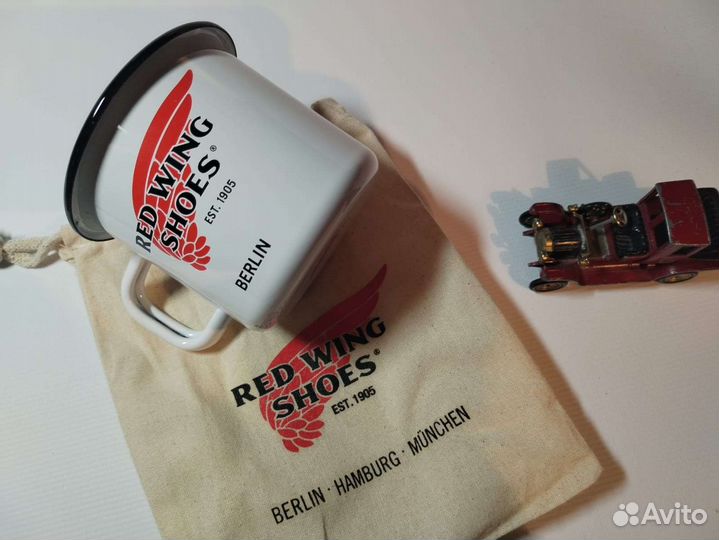 RED WING
SHOES®
EST. 1905
BERLIN
RED WING
SHOES®
EST. 1905
BERLIN · HAMBURG · MÜNCHEN
Avito